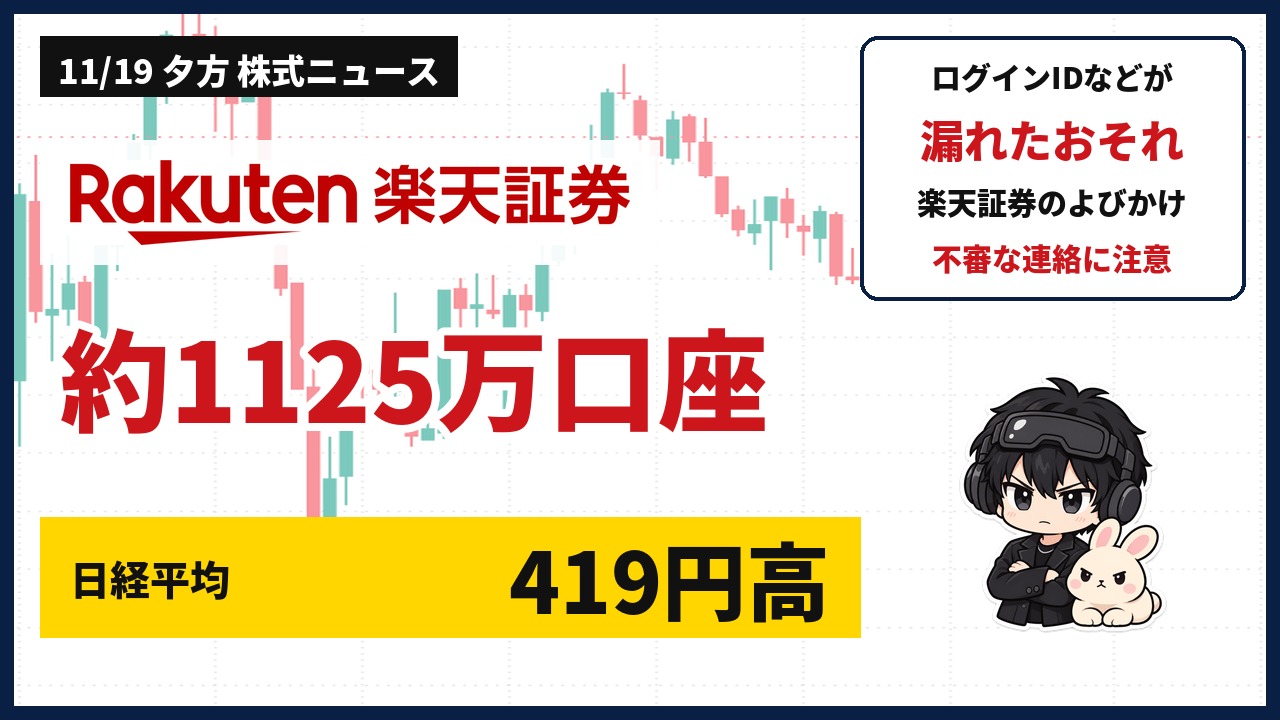 11/19 夕方 株式ニュース
Rakuten 楽天証券
約1125万口座
日経平均 419円高
ログインIDなどが
漏れたおそれ
楽天証券のよびかけ
不審な連絡に注意